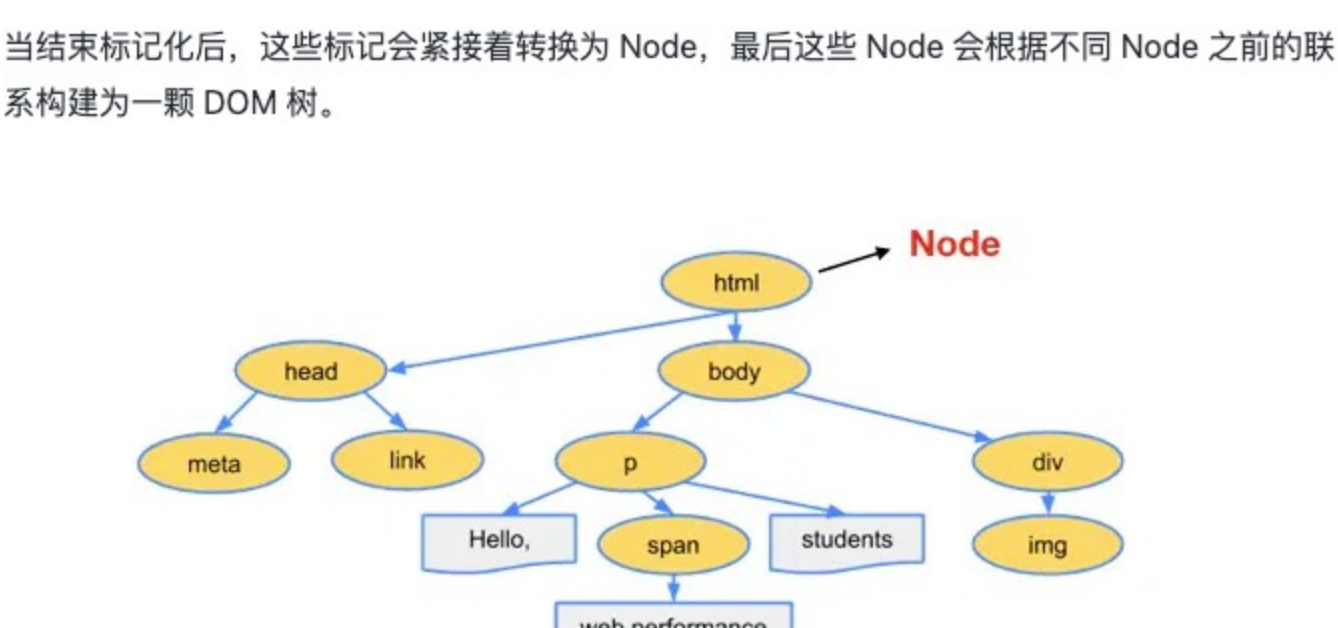 当结束标记化后，这些标记会紧接着转换为 Node，最后这些 Node 会根据不同 Node 之前的联
系构建为一颗 DOM 树。
Node
html
head
body
meta
link
p
div
Hello,
span
students
img
web performance